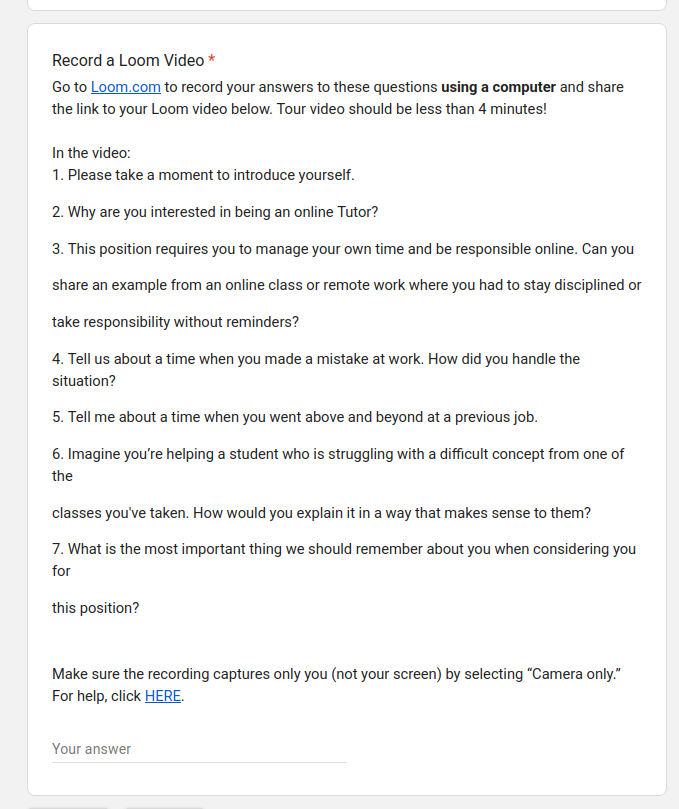 Record a Loom Video *
Go to Loom.com to record your answers to these questions using a computer and share
the link to your Loom video below. Tour video should be less than 4 minutes!
In the video:
1. Please take a moment to introduce yourself.
2. Why are you interested in being an online Tutor?
3. This position requires you to manage your own time and be responsible online. Can you
share an example from an online class or remote work where you had to stay disciplined or
take responsibility without reminders?
4. Tell us about a time when you made a mistake at work. How did you handle the
situation?
5. Tell me about a time when you went above and beyond at a previous job.
6. Imagine you’re helping a student who is struggling with a difficult concept from one of
the
classes you've taken. How would you explain it in a way that makes sense to them?
7. What is the most important thing we should remember about you when considering you
for
this position?
Make sure the recording captures only you (not your screen) by selecting “Camera only.”
For help, click HERE.
Your answer